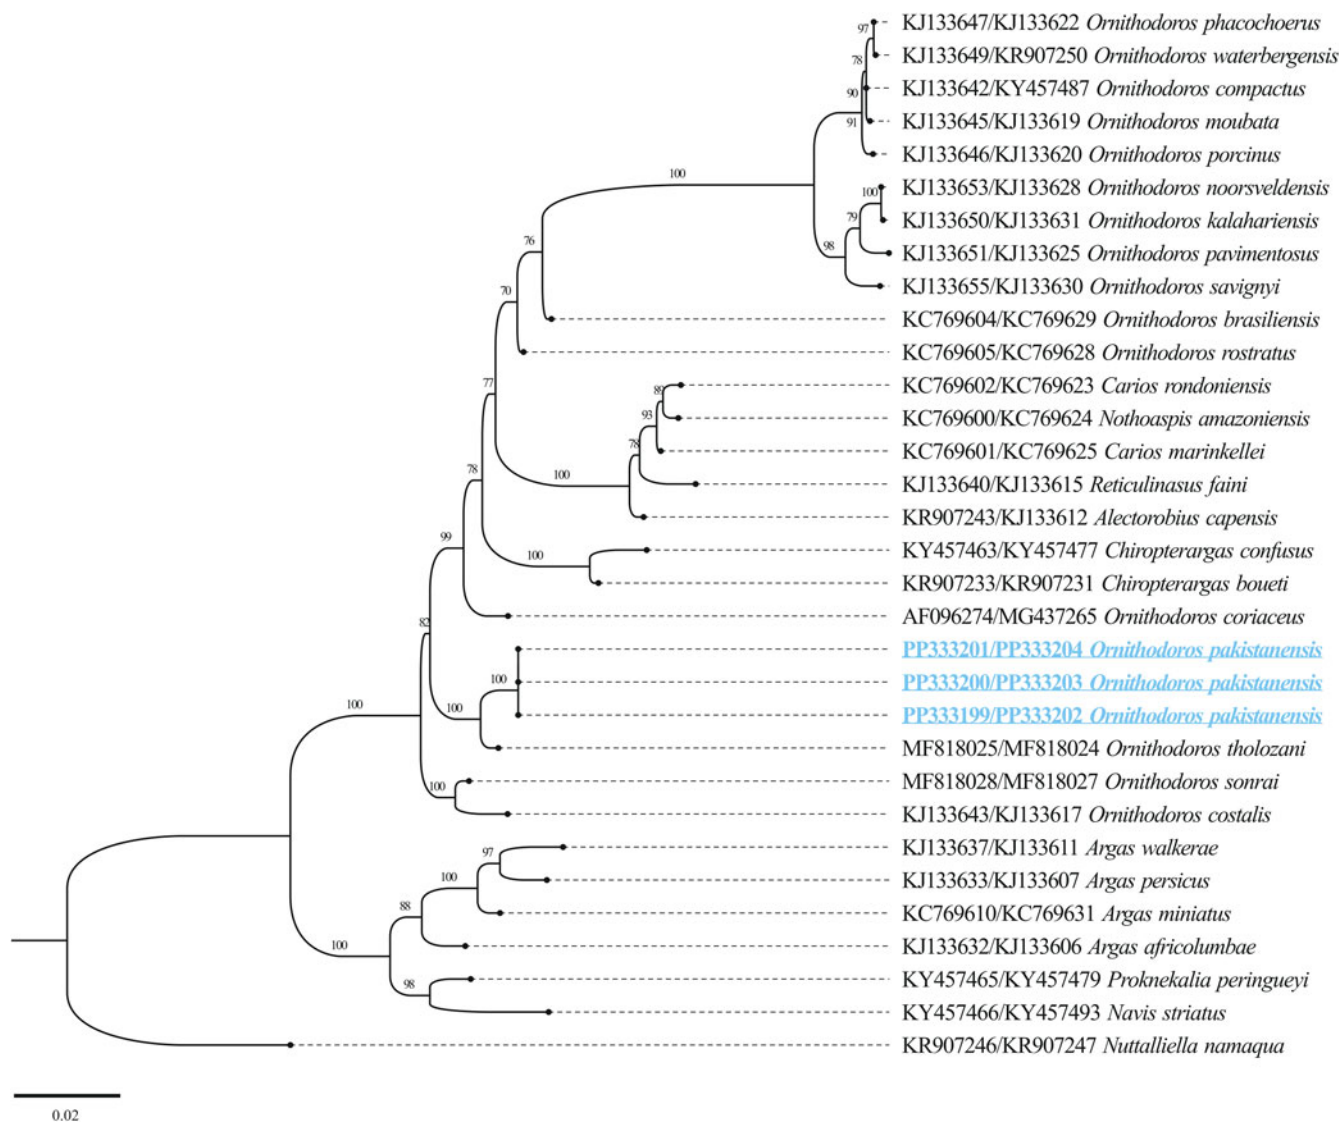 KJ133647/KJ133622 Ornithodoros phacochoerus
97
KJ133649/KR907250 Ornithodoros waterbergensis
78
KJ133642/KY457487 Ornithodoros compactus
90
91
KJ133645/KJ133619 Ornithodoros moubata
KJ133646/KJ133620 Ornithodoros porcinus
100
KJ133653/KJ133628 Ornithodoros noorsveldensis
100
KJ133650/KJ133631 Ornithodoros kalahariensis
79
76
98
KJ133651/KJ133625 Ornithodoros pavimentosus
KJ133655/KJ133630 Ornithodoros savignyi
70
KC769604/KC769629 Ornithodoros brasiliensis
KC769605/KC769628 Ornithodoros rostratus
77
89
KC769602/KC769623 Carios rondoniensis
93
KC769600/KC769624 Nothoaspis amazoniensis
78
KC769601/KC769625 Carios marinkellei
78
100
KJ133640/KJ133615 Reticulinasus faini
KR907243/KJ133612 Alectorobius capensis
99
100
KY457463/KY457477 Chiropterargas confusus
KR907233/KR907231 Chiropterargas boueti
AF096274/MG437265 Ornithodoros coriaceus
82
PP333201/PP333204 Ornithodoros pakistanensis
100
PP333200/PP333203 Ornithodoros pakistanensis
100
100
PP333199/PP333202 Ornithodoros pakistanensis
MF818025/MF818024 Ornithodoros tholozani
100
MF818028/MF818027 Ornithodoros sonrai
KJ133643/KJ133617 Ornithodoros costalis
97
KJ133637/KJ133611 Argas walkerae
100
KJ133633/KJ133607 Argas persicus
88
KC769610/KC769631 Argas miniatus
100
KJ133632/KJ133606 Argas africolumbae
98
KY457465/KY457479 Proknekalia peringueyi
KY457466/KY457493 Navis striatus
KR907246/KR907247 Nuttalliella namaqua
0.02